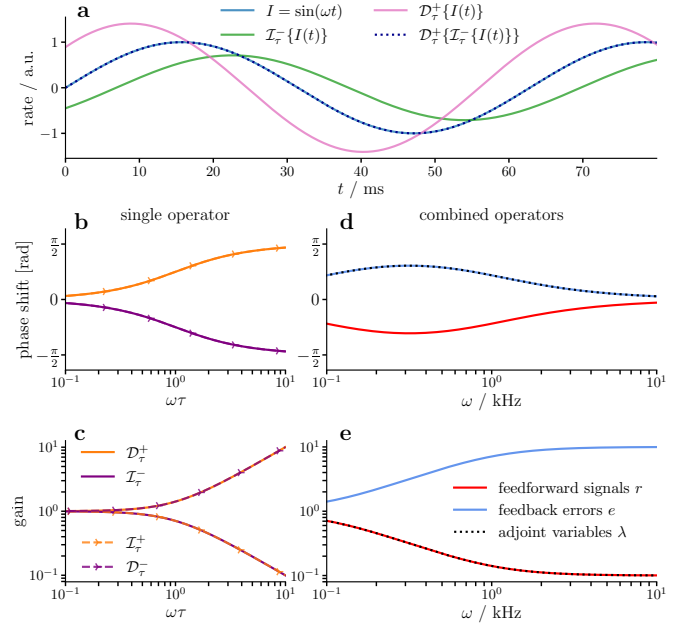 a
I = sin(ωt)
𝒟τ⁺{I(t)}
ℐτ⁻{I(t)}
𝒟τ⁺{ℐτ⁻{I(t)}}
rate / a.u.
1
0
−1
0 10 20 30 40 50 60 70
t / ms
b
single operator
phase shift [rad]
π/2
0
−π/2
10⁻¹ 10⁰ 10¹
ωτ
d
combined operators
π/2
0
−π/2
10⁻¹ 10⁰ 10¹
ω / kHz
c
gain
10¹
10⁰
10⁻¹
𝒟τ⁺
ℐτ⁻
ℐτ⁺
𝒟τ⁻
10⁻¹ 10⁰ 10¹
ωτ
e
10¹
10⁰
10⁻¹
feedforward signals r
feedback errors e
adjoint variables λ
10⁻¹ 10⁰ 10¹
ω / kHz